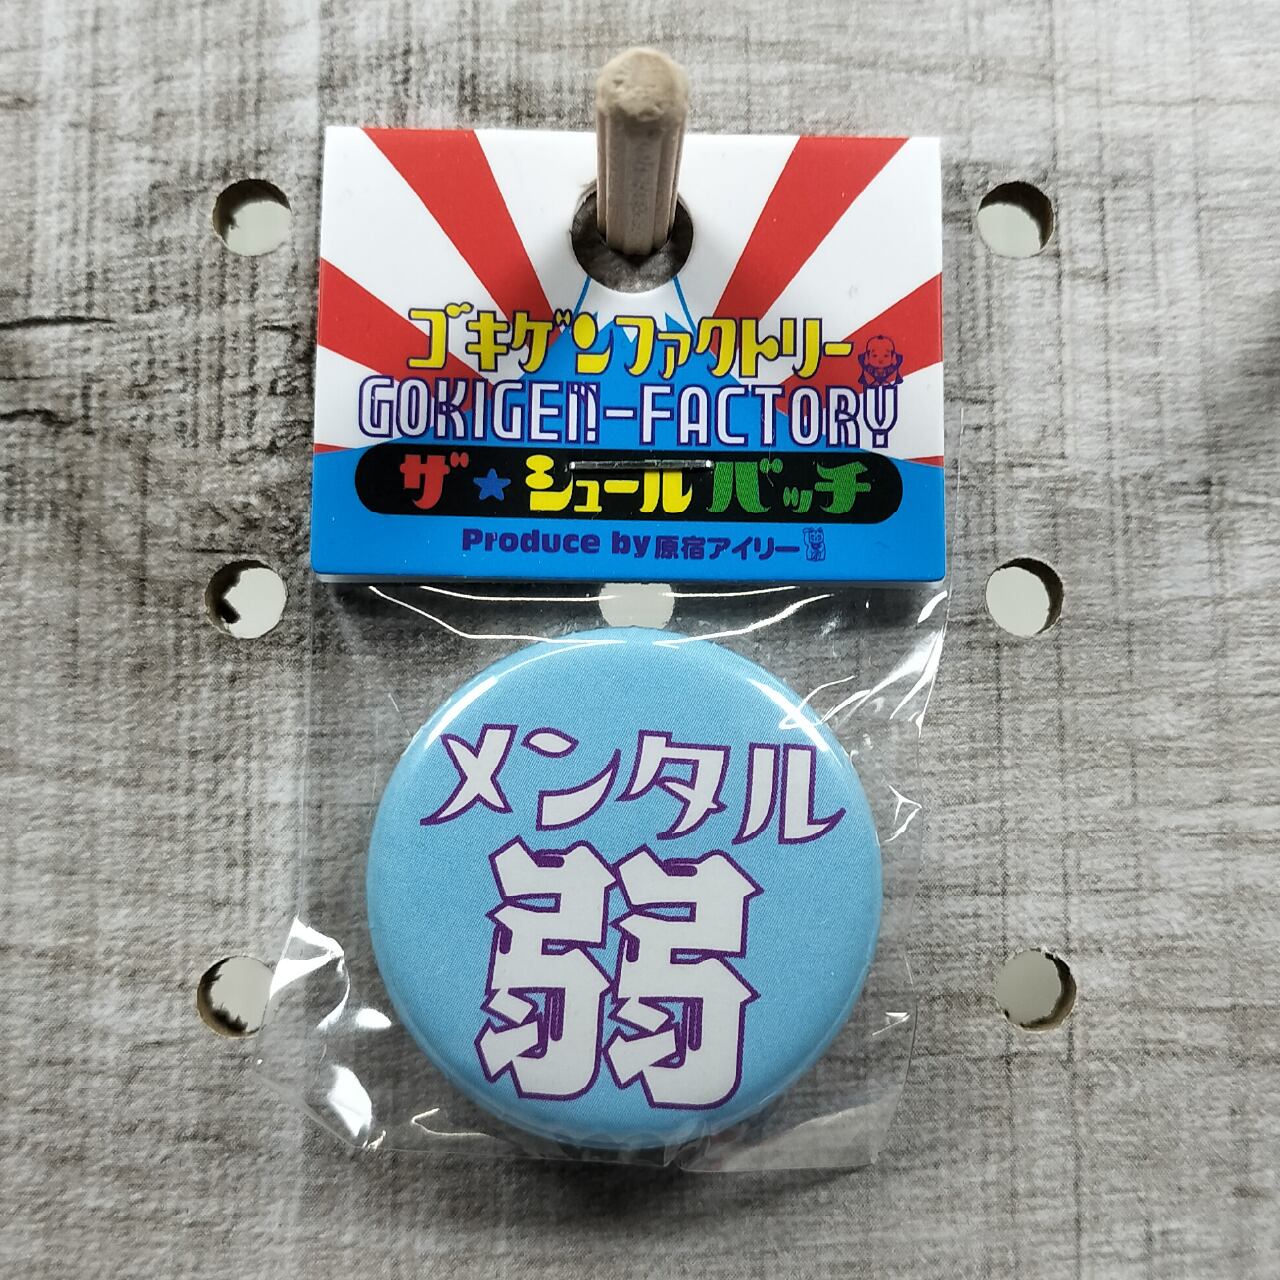 ゴキゲンファクトリー
GOKIGEN-FACTORY
ザ★シュールバッチ
Produce by 原宿アイリー
メンタル
弱